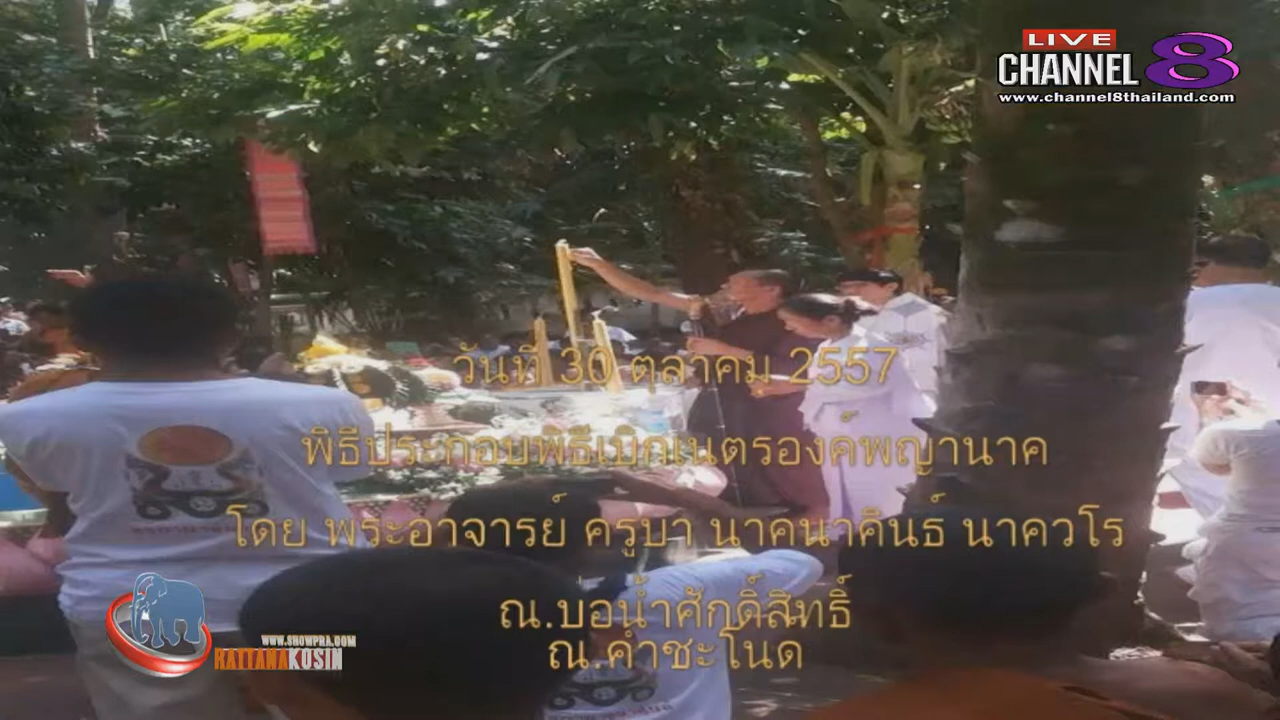 LIVE
CHANNEL 8
www.channel8thailand.com
วันที่ 30 ตุลาคม 2557
พิธีประกอบพิธีเบิกเนตรองค์พญานาค
โดย พระอาจารย์ ครูบา นาคนาคินธ์ นาควโร
ณ.บ่อน้ำศักดิ์สิทธิ์
ณ.คำชะโนด
WWW.SHOWPRA.COM
RATTANAKOSIN